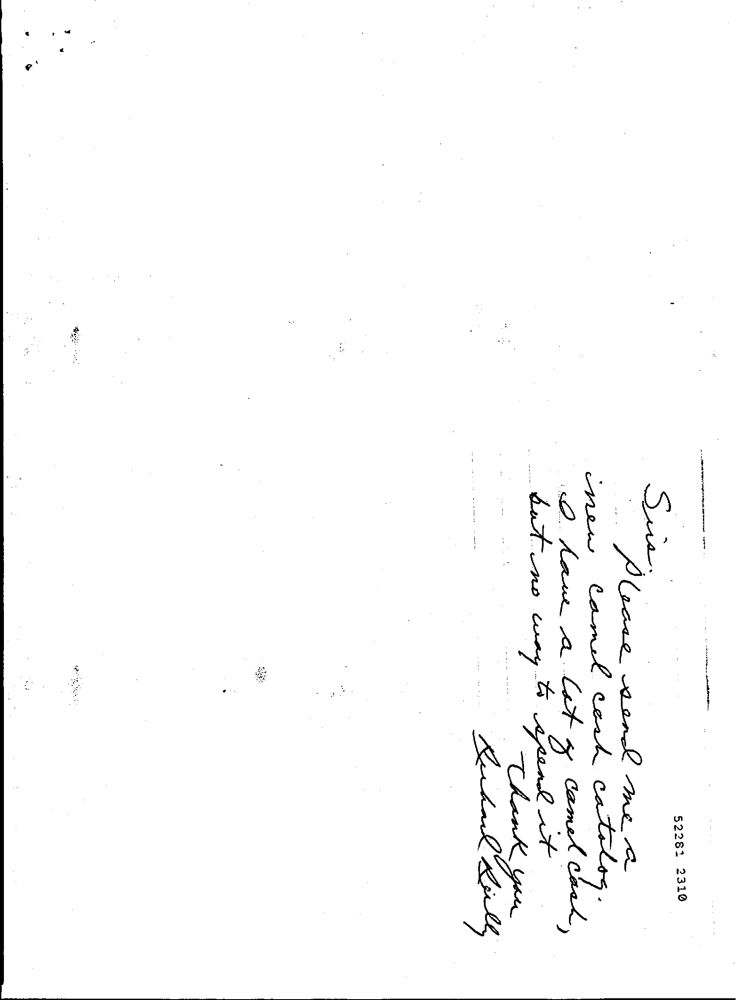 52281 2310
Sirs.
Please send me a
new camel cash catolog.
I have a lot of camel cash,
but no way to spend it
Thank you
Richard Reilly